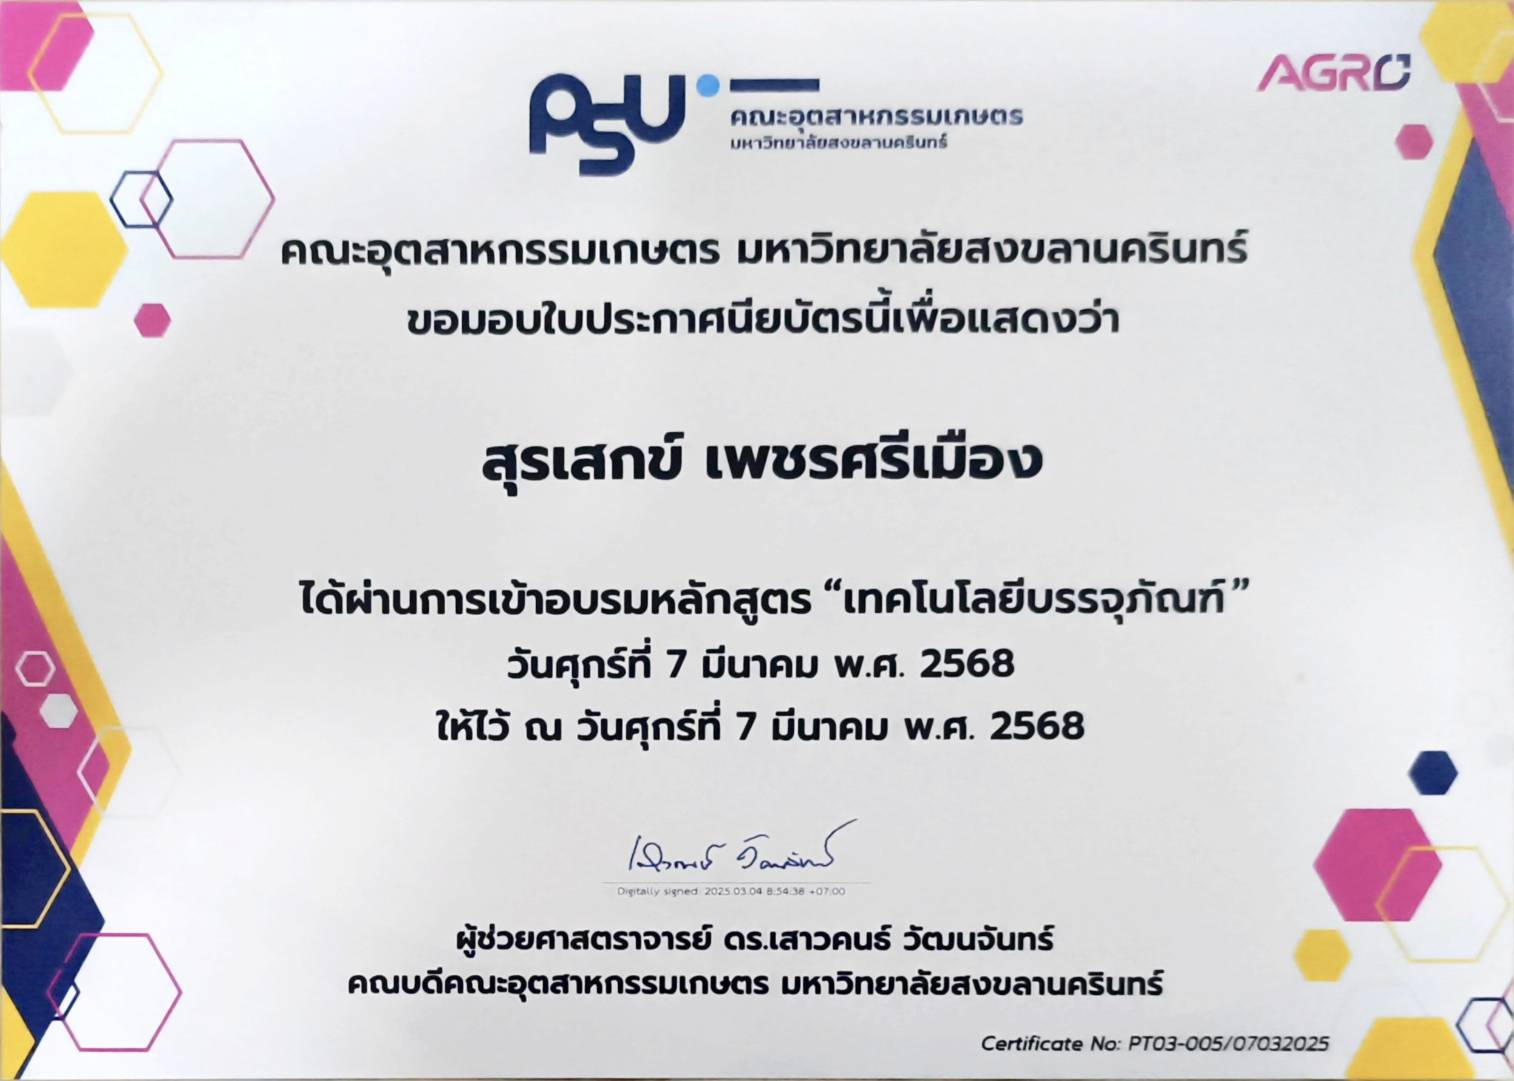 PSU
คณะอุตสาหกรรมเกษตร
มหาวิทยาลัยสงขลานครินทร์
AGRO
คณะอุตสาหกรรมเกษตร มหาวิทยาลัยสงขลานครินทร์
ขอมอบใบประกาศนียบัตรนี้เพื่อแสดงว่า
สุรเสกข์ เพชรศรีเมือง
ได้ผ่านการเข้าอบรมหลักสูตร “เทคโนโลยีบรรจุภัณฑ์”
วันศุกร์ที่ 7 มีนาคม พ.ศ. 2568
ให้ไว้ ณ วันศุกร์ที่ 7 มีนาคม พ.ศ. 2568
เสาวคนธ์ วัฒนจันทร์
Digitally signed: 2025.03.04 8:54:38 +07:00
ผู้ช่วยศาสตราจารย์ ดร.เสาวคนธ์ วัฒนจันทร์
คณบดีคณะอุตสาหกรรมเกษตร มหาวิทยาลัยสงขลานครินทร์
Certificate No: PT03-005/07032025